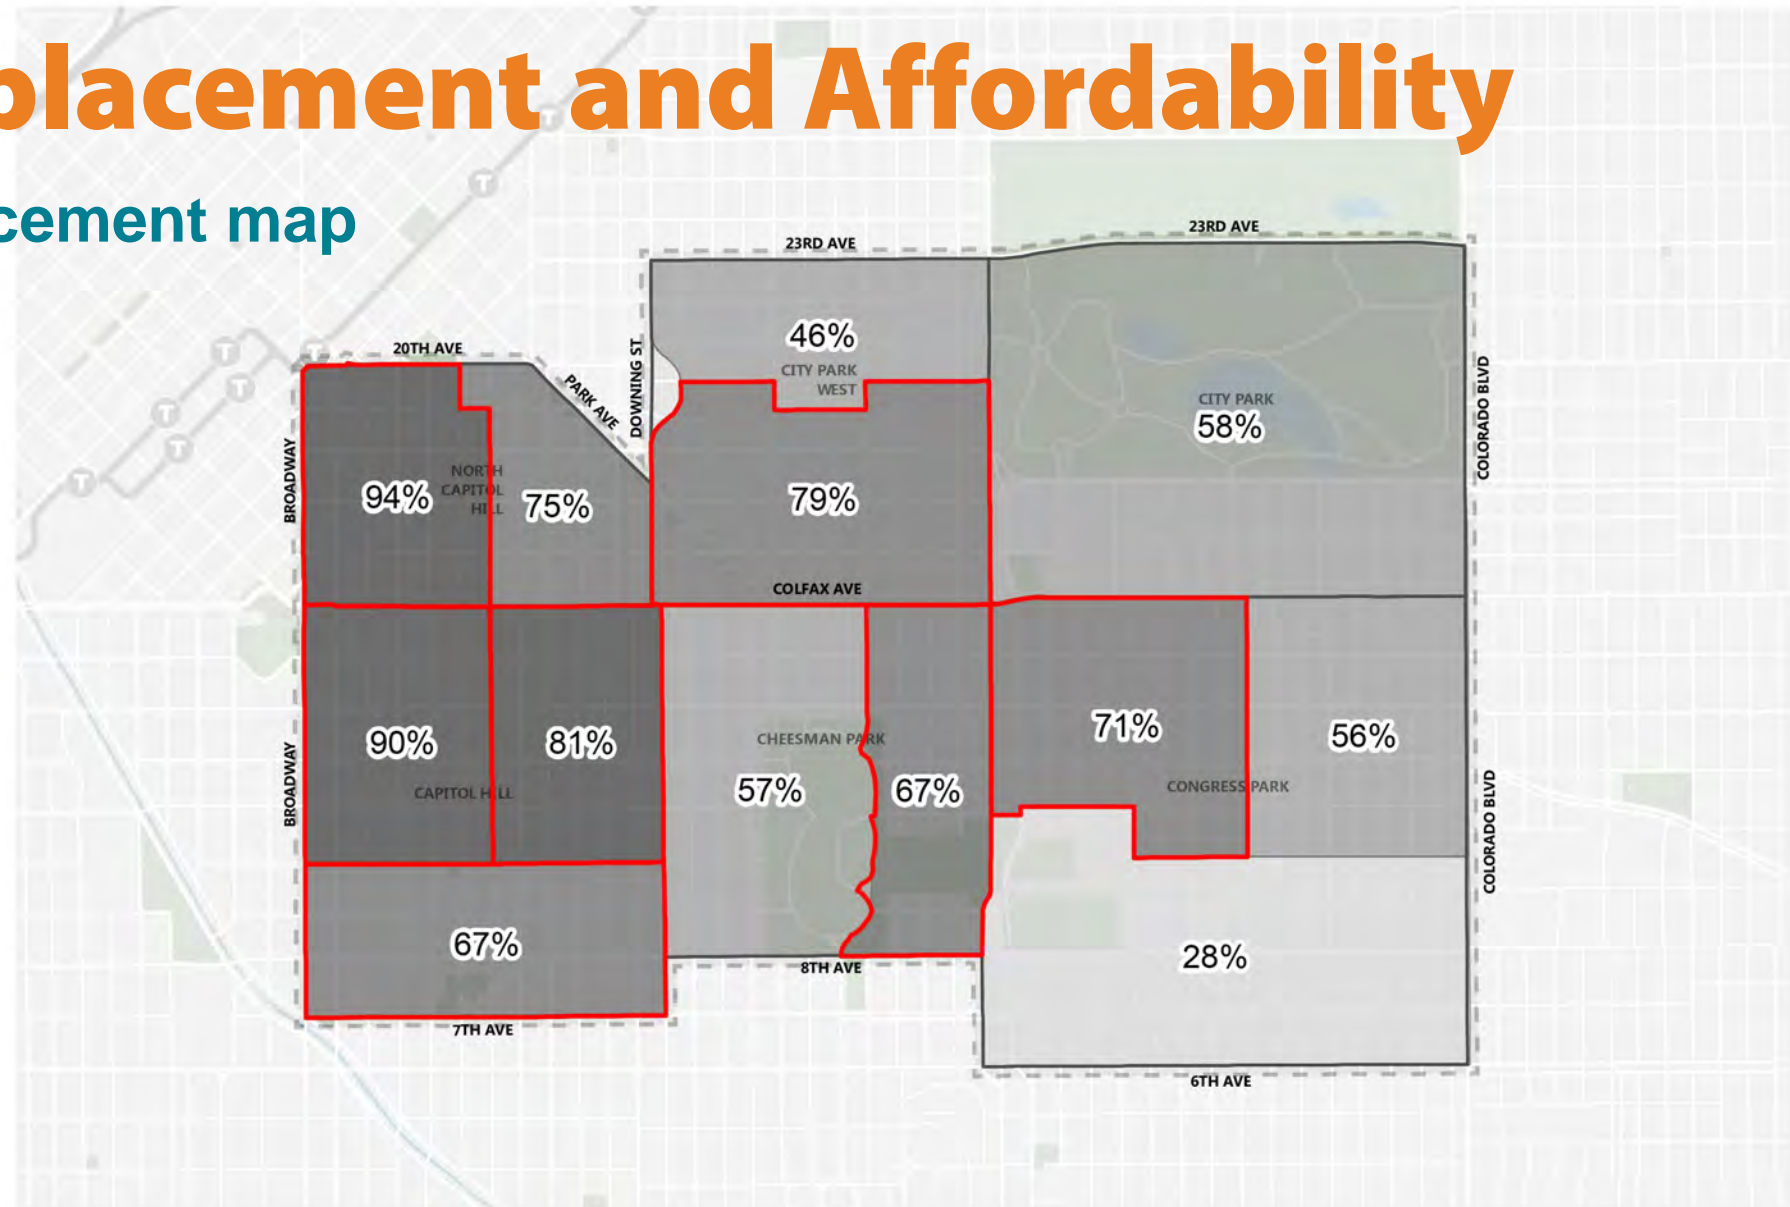 placement and Affordability
cement map
23RD AVE
23RD AVE
20TH AVE
PARK AVE
DOWNING ST
46%
CITY PARK
WEST
CITY PARK
58%
COLORADO BLVD
BROADWAY
NORTH
CAPITOL
HILL
94%
75%
79%
COLFAX AVE
BROADWAY
90%
81%
CAPITOL HILL
CHEESMAN PARK
57%
67%
71%
56%
CONGRESS PARK
COLORADO BLVD
67%
28%
8TH AVE
7TH AVE
6TH AVE
T
T
T
T
T
T
T
T